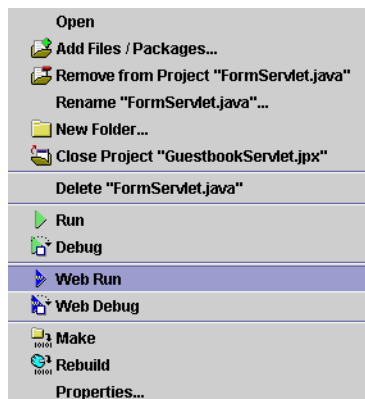 Open
Add Files / Packages...
Remove from Project "FormServlet.java"
Rename "FormServlet.java"...
New Folder...
Close Project "GuestbookServlet.jpx"
Delete "FormServlet.java"
Run
Debug
Web Run
Web Debug
Make
Rebuild
Properties...